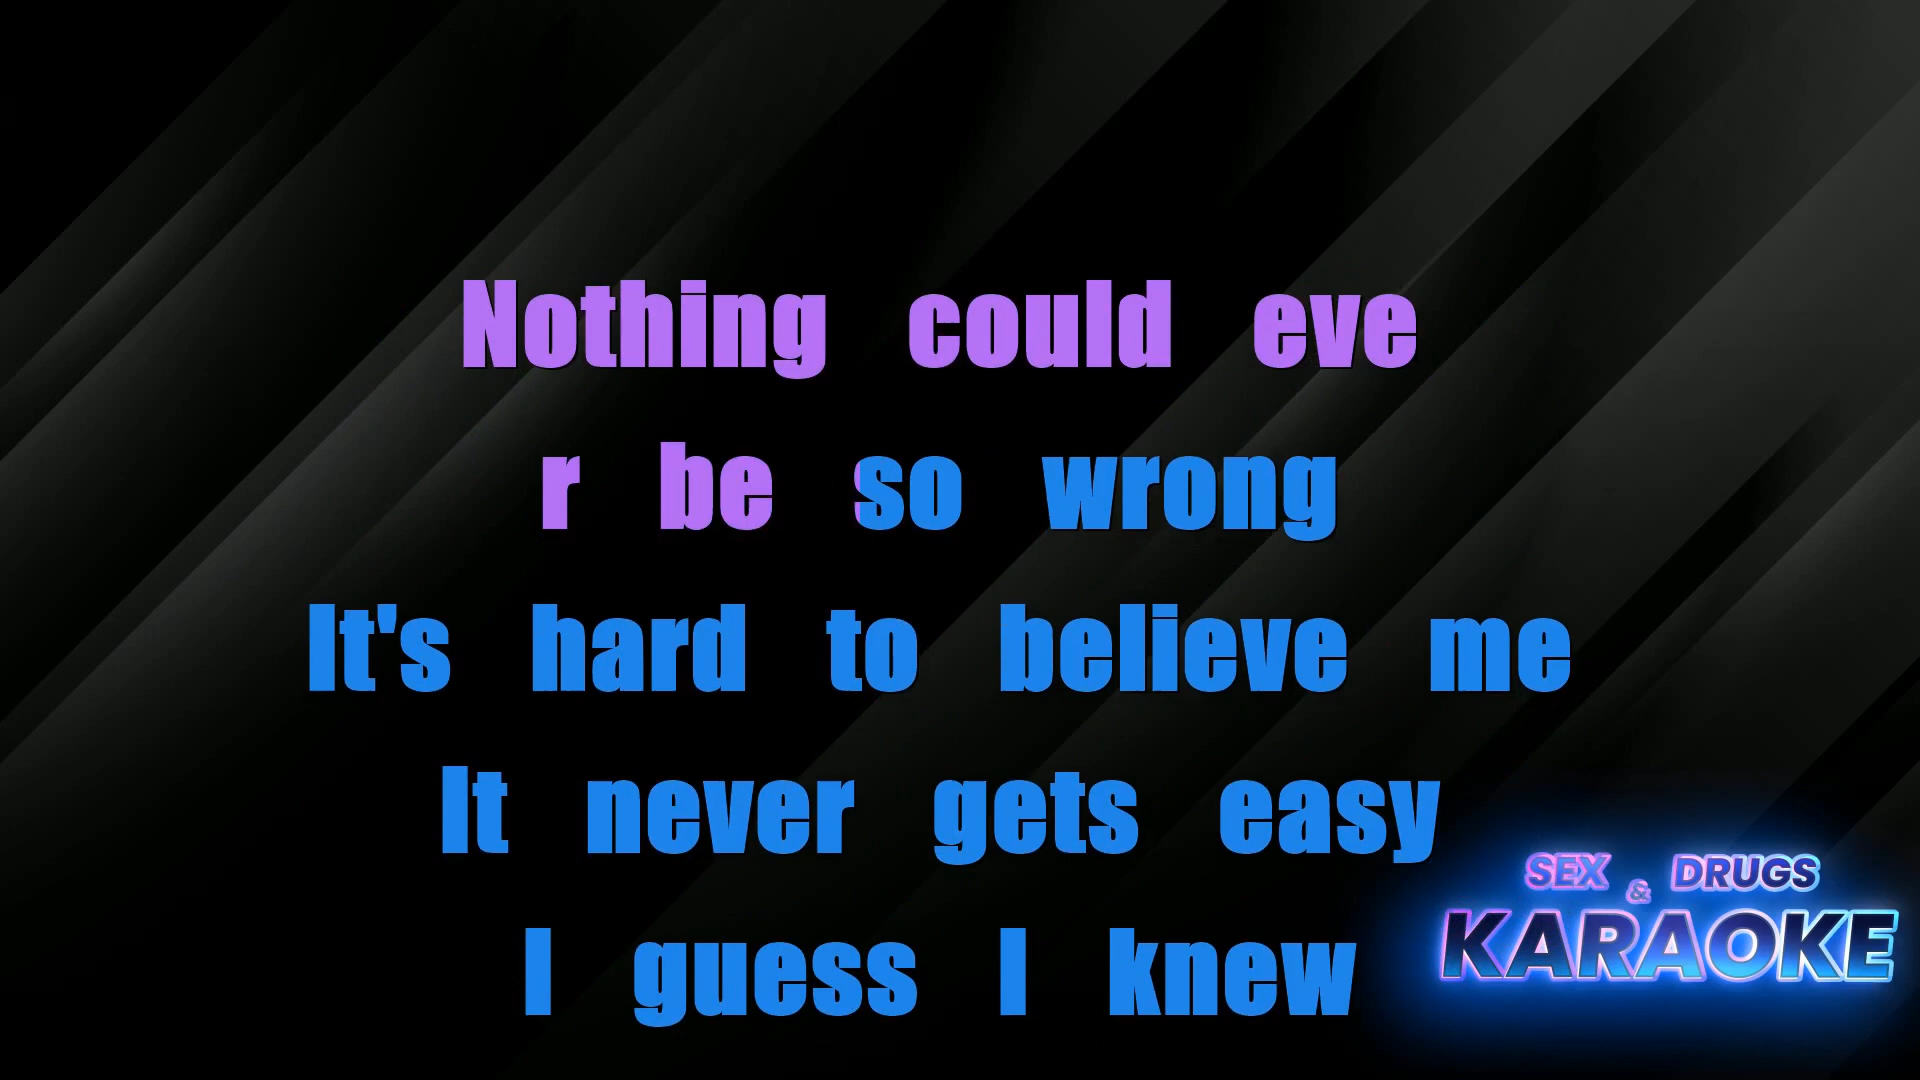 Nothing could eve
r be so wrong
It's hard to believe me
It never gets easy
I guess I knew
SEX & DRUGS
KARAOKE